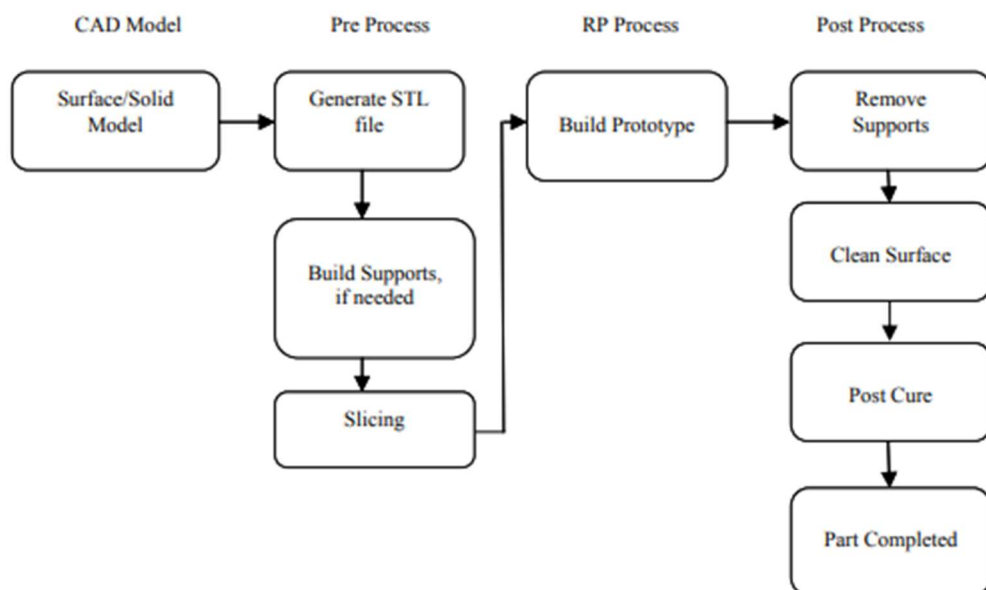 CAD Model
Pre Process
RP Process
Post Process
Surface/Solid
Model
Generate STL
file
Build Supports,
if needed
Slicing
Build Prototype
Remove
Supports
Clean Surface
Post Cure
Part Completed